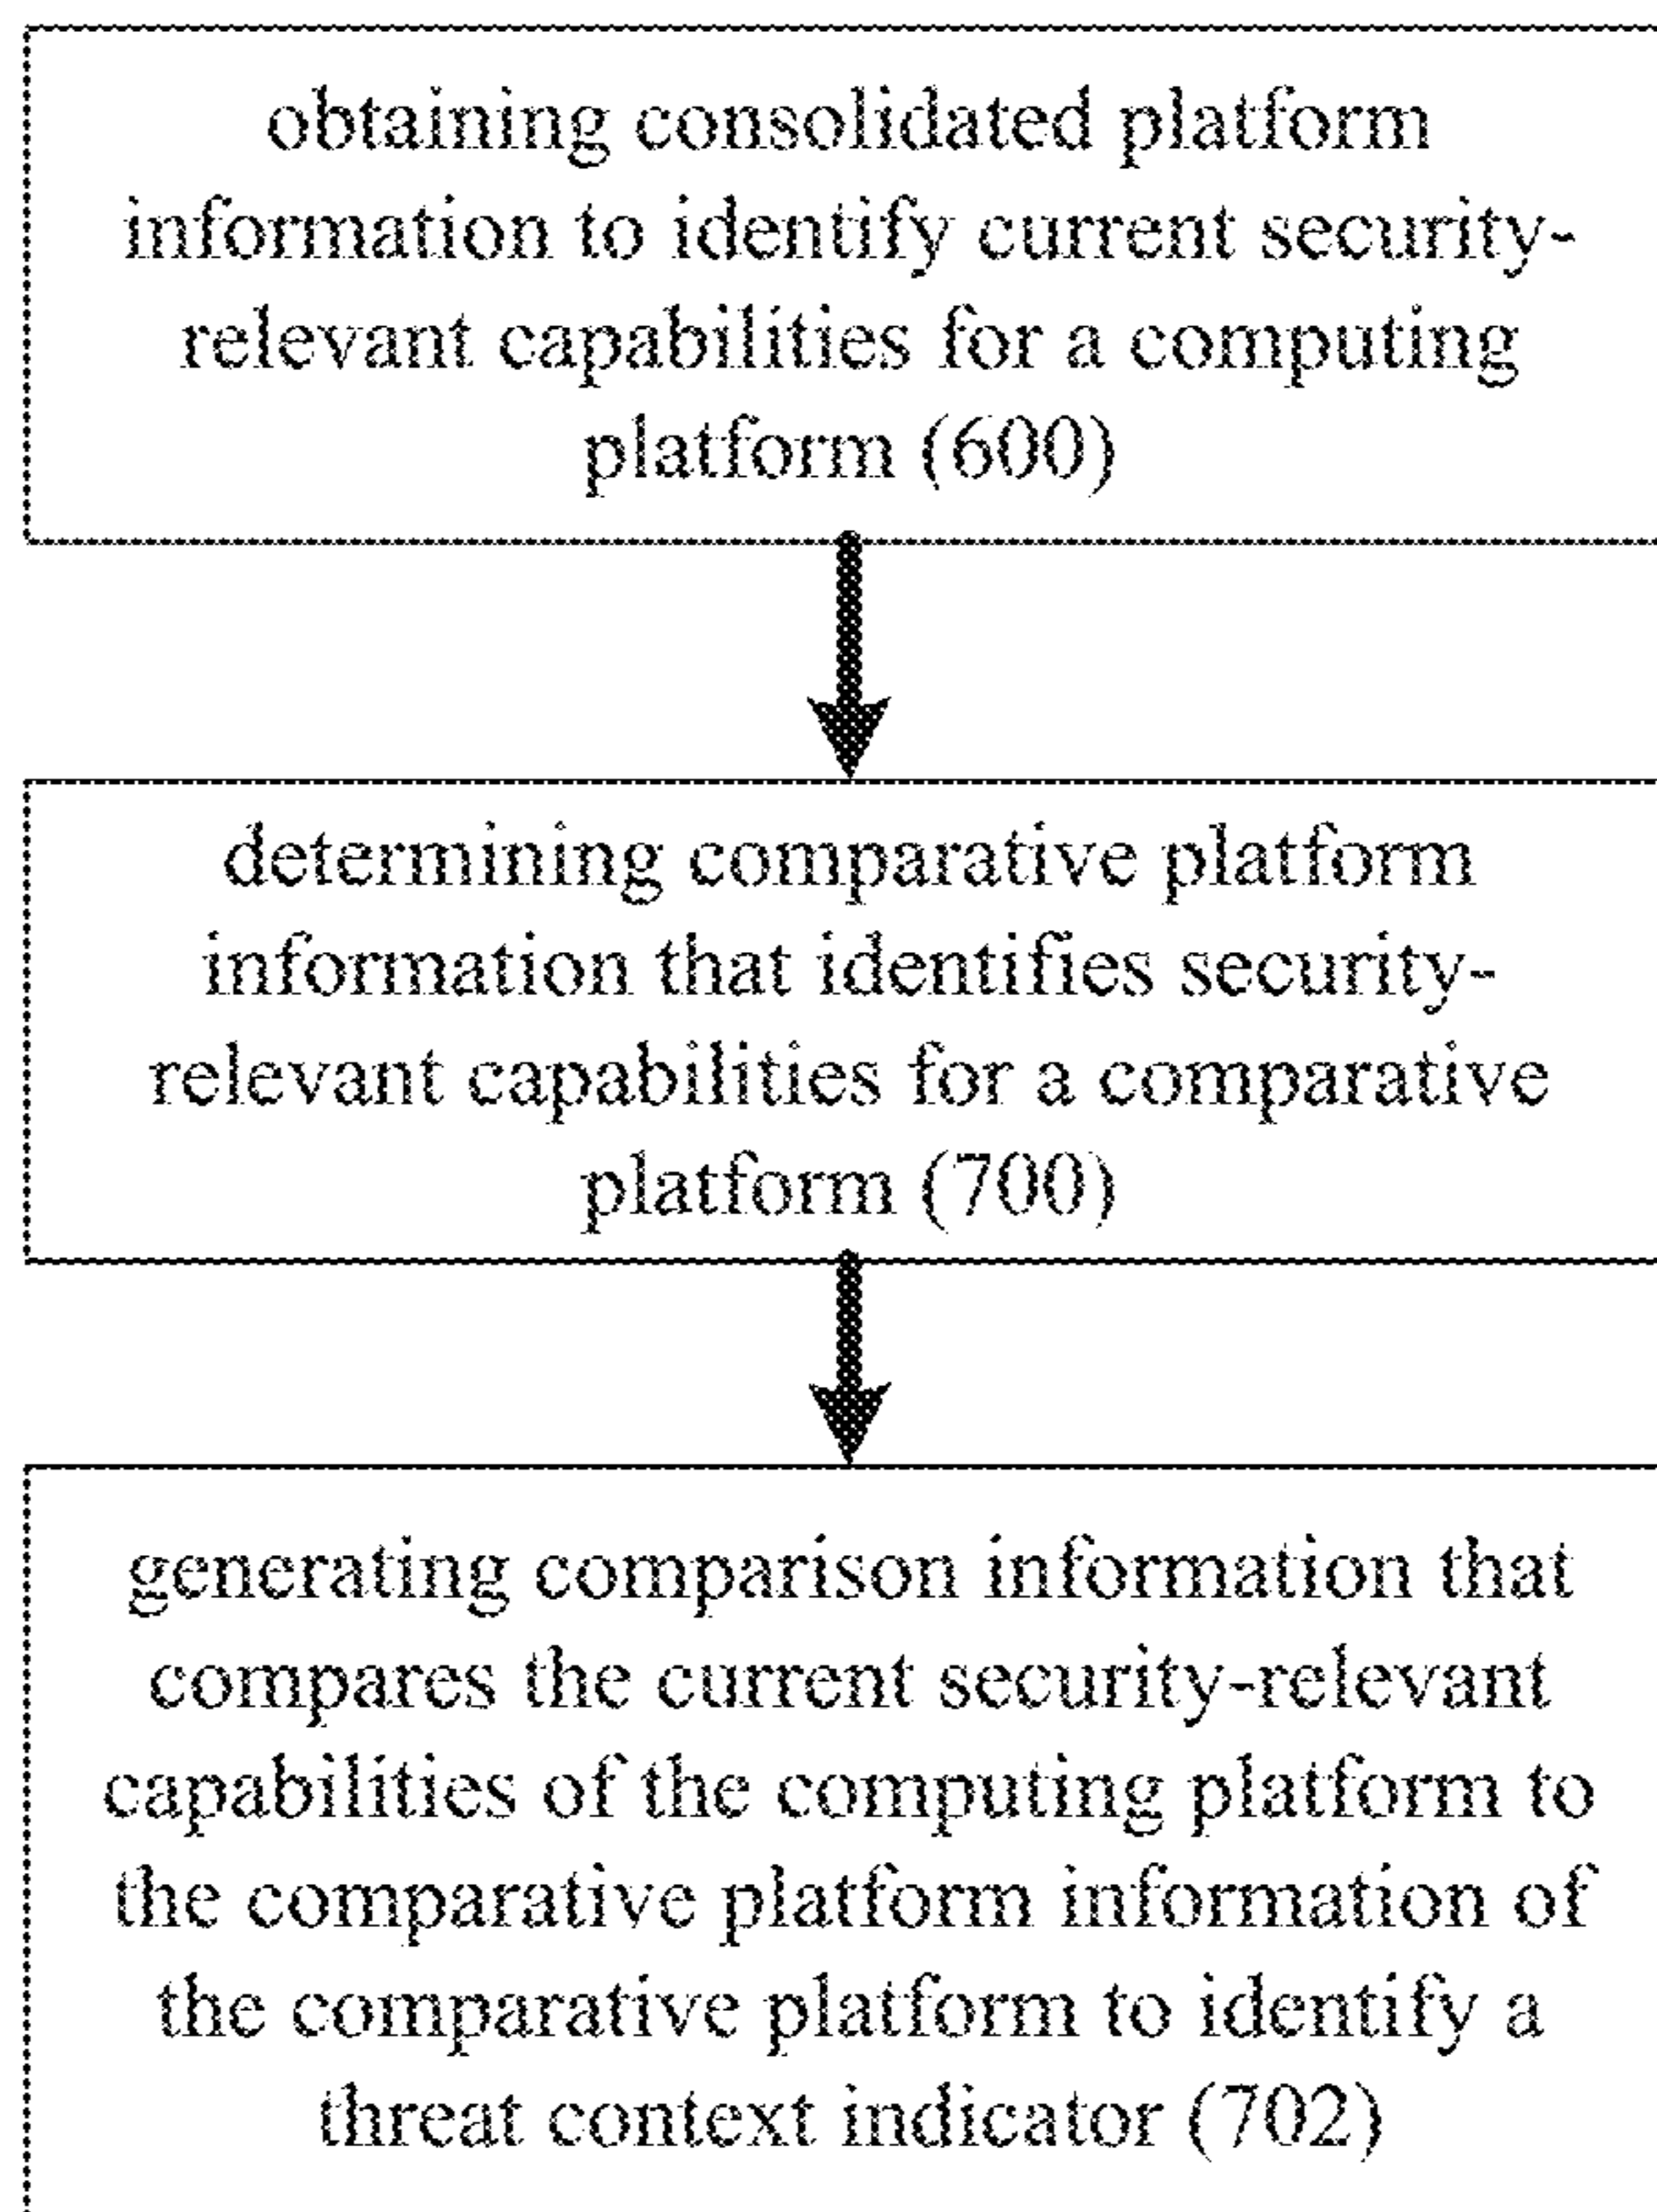 obtaining consolidated platform
information to identify current security-
relevant capabilities for a computing
platform (600)
determining comparative platform
information that identifies security-
relevant capabilities for a comparative
platform (700)
generating comparison information that
compares the current security-relevant
capabilities of the computing platform to
the comparative platform information of
the comparative platform to identify a
threat context indicator (702)